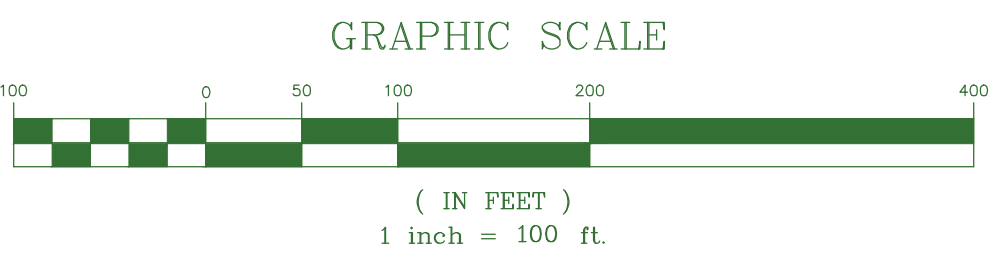 GRAPHIC SCALE
100 0 50 100 200 400
( IN FEET )
1 inch = 100 ft.